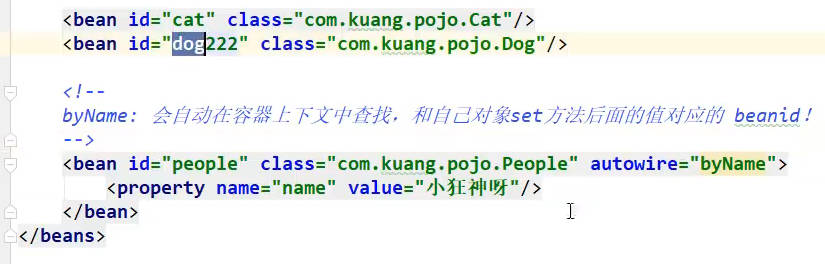 <bean id="cat" class="com.kuang.pojo.Cat"/>
<bean id="dog222" class="com.kuang.pojo.Dog"/>
<!--
byName: 会自动在容器上下文中查找，和自己对象set方法后面的值对应的 beanid！
-->
<bean id="people" class="com.kuang.pojo.People" autowire="byName">
<property name="name" value="小狂神呀"/>
</bean>
</beans>